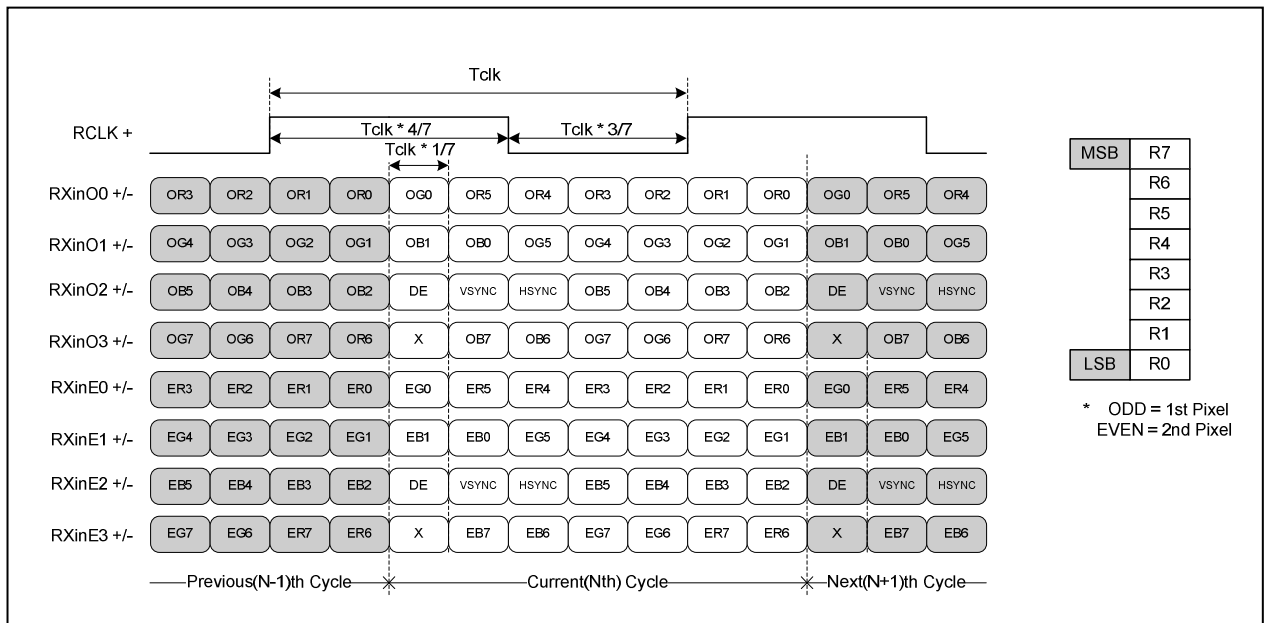 Tclk
RCLK +
Tclk * 4/7
Tclk * 3/7
Tclk * 1/7
RXinO0 +/- OR3 OR2 OR1 OR0 OG0 OR5 OR4 OR3 OR2 OR1 OR0 OG0 OR5 OR4
RXinO1 +/- OG4 OG3 OG2 OG1 OB1 OB0 OG5 OG4 OG3 OG2 OG1 OB1 OB0 OG5
RXinO2 +/- OB5 OB4 OB3 OB2 DE VSYNC HSYNC OB5 OB4 OB3 OB2 DE VSYNC HSYNC
RXinO3 +/- OG7 OG6 OR7 OR6 X OB7 OB6 OG7 OG6 OR7 OR6 X OB7 OB6
RXinE0 +/- ER3 ER2 ER1 ER0 EG0 ER5 ER4 ER3 ER2 ER1 ER0 EG0 ER5 ER4
RXinE1 +/- EG4 EG3 EG2 EG1 EB1 EB0 EG5 EG4 EG3 EG2 EG1 EB1 EB0 EG5
RXinE2 +/- EB5 EB4 EB3 EB2 DE VSYNC HSYNC EB5 EB4 EB3 EB2 DE VSYNC HSYNC
RXinE3 +/- EG7 EG6 ER7 ER6 X EB7 EB6 EG7 EG6 ER7 ER6 X EB7 EB6
Previous(N-1)th Cycle Current(Nth) Cycle Next(N+1)th Cycle
MSB R7
R6
R5
R4
R3
R2
R1
LSB R0
* ODD = 1st Pixel
EVEN = 2nd Pixel